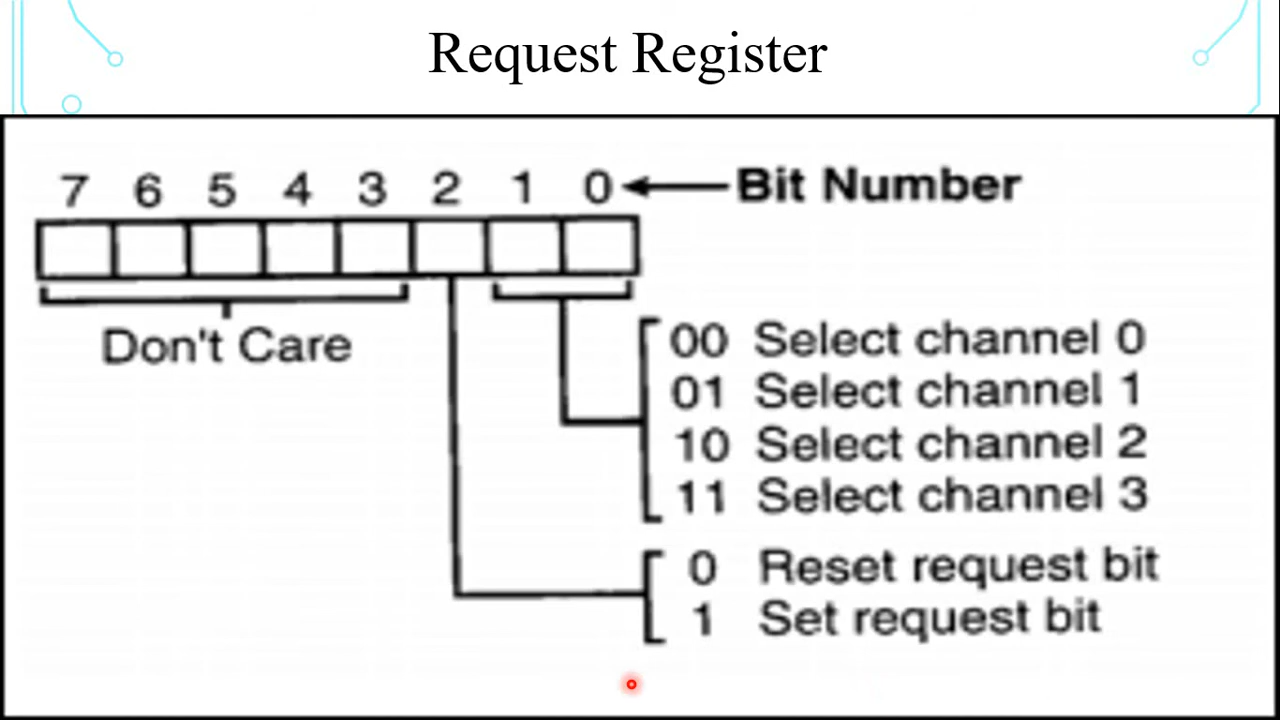 Request Register
7 6 5 4 3 2 1 0 Bit Number
Don't Care
00 Select channel 0
01 Select channel 1
10 Select channel 2
11 Select channel 3
0 Reset request bit
1 Set request bit